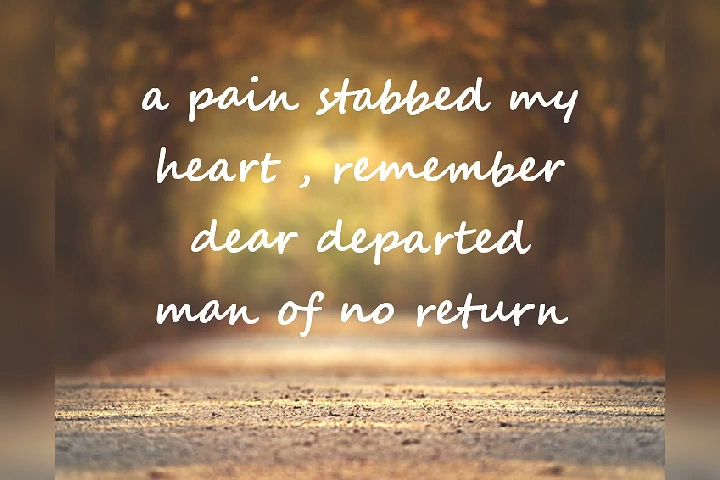 a pain stabbed my
heart , remember
dear departed
man of no return